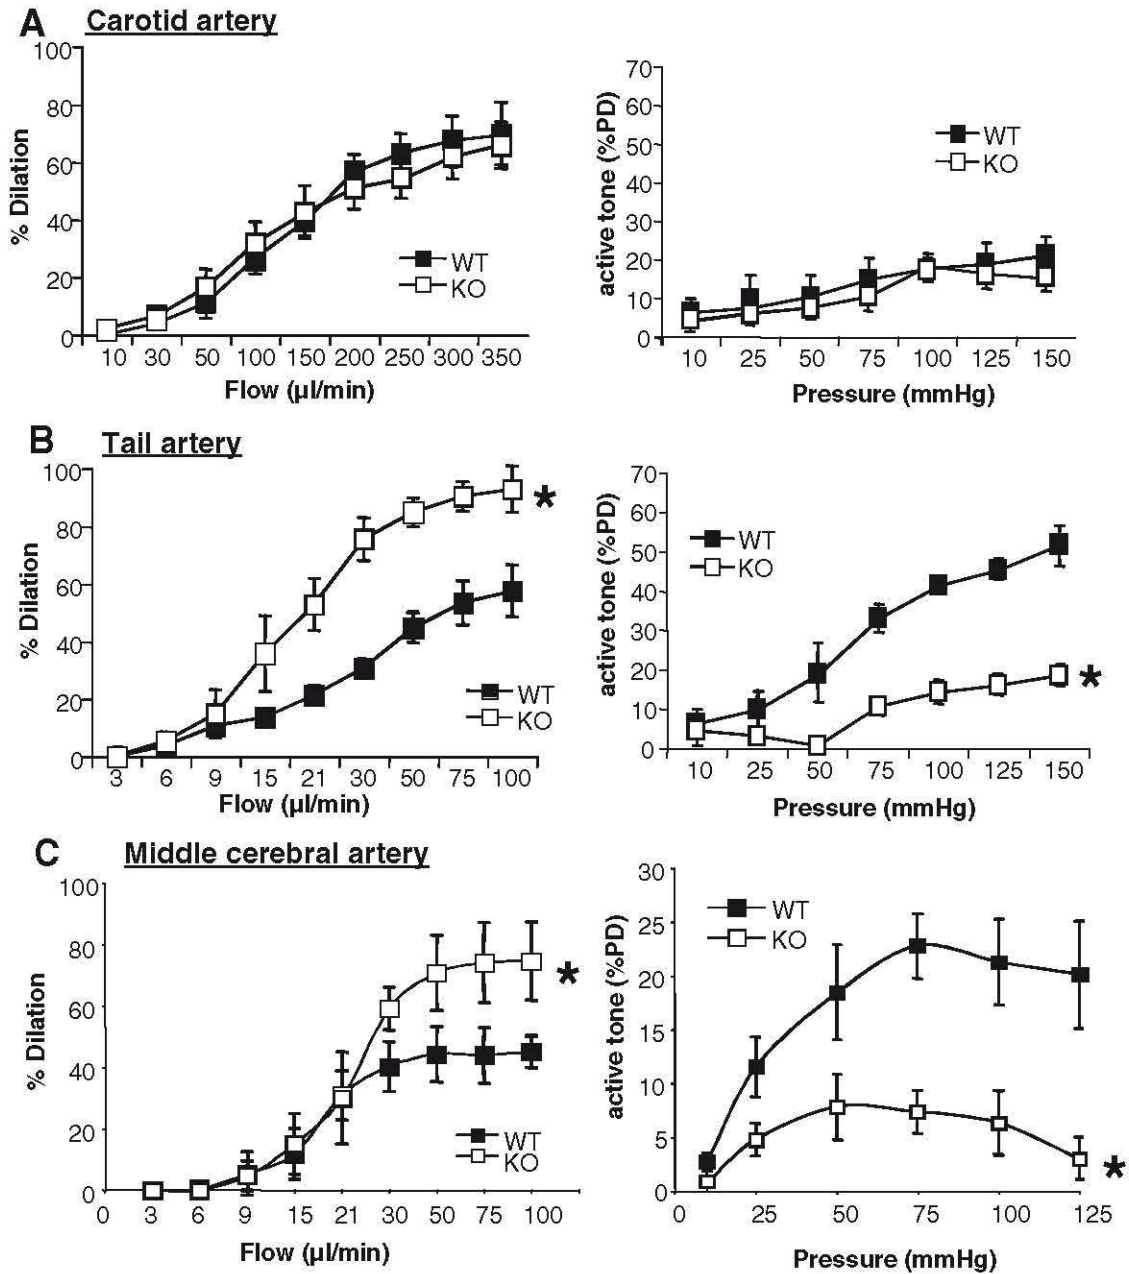 A Carotid artery
100
80
60
40
20
0
% Dilation
WT
KO
10 30 50 100 150 200 250 300 350
Flow (µl/min)
70
60
50
40
30
20
10
0
active tone (%PD)
WT
KO
10 25 50 75 100 125 150
Pressure (mmHg)
B Tail artery
100
80
60
40
20
0
% Dilation
*
WT
KO
3 6 9 15 21 30 50 75 100
Flow (µl/min)
70
60
50
40
30
20
10
0
active tone (%PD)
WT
KO
*
10 25 50 75 100 125 150
Pressure (mmHg)
C Middle cerebral artery
100
80
60
40
20
0
% Dilation
*
WT
KO
0 3 6 9 15 21 30 50 75 100
Flow (µl/min)
30
25
20
15
10
5
0
active tone (%PD)
WT
KO
*
0 25 50 75 100 125
Pressure (mmHg)